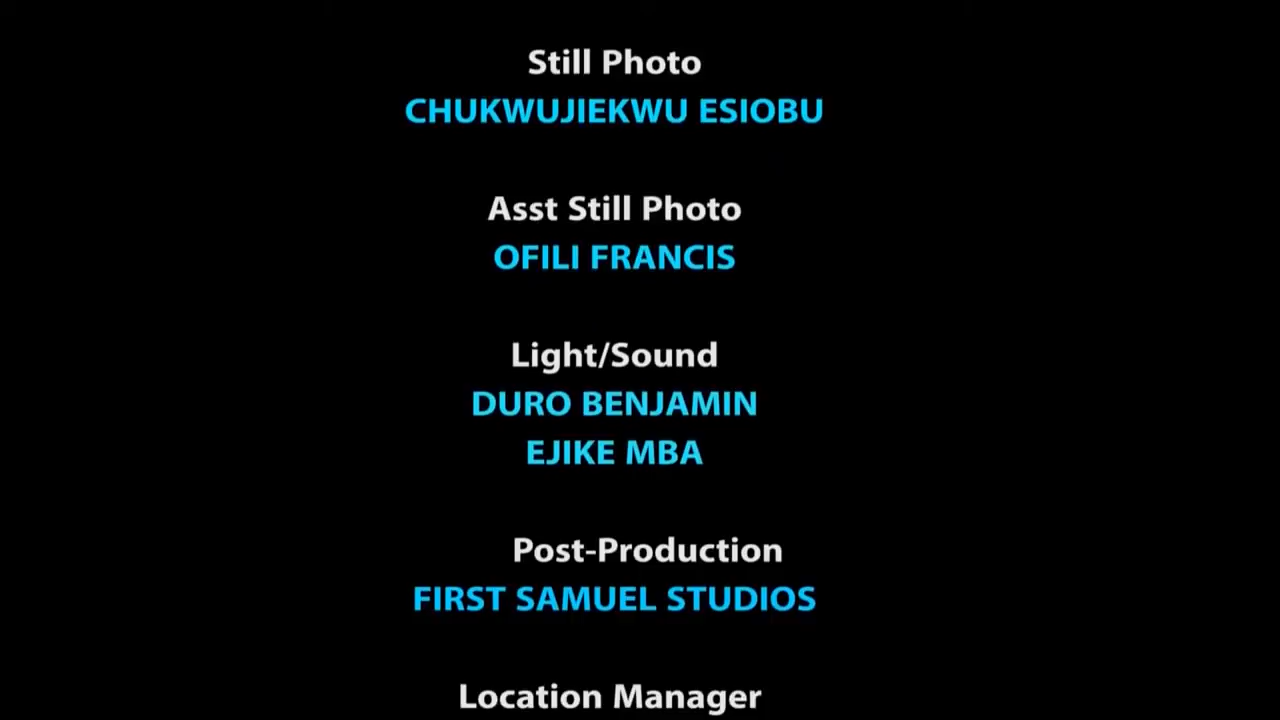 Still Photo
CHUKWUJIEKWU ESIOBU
Asst Still Photo
OFILI FRANCIS
Light/Sound
DURO BENJAMIN
EJIKE MBA
Post-Production
FIRST SAMUEL STUDIOS
Location Manager